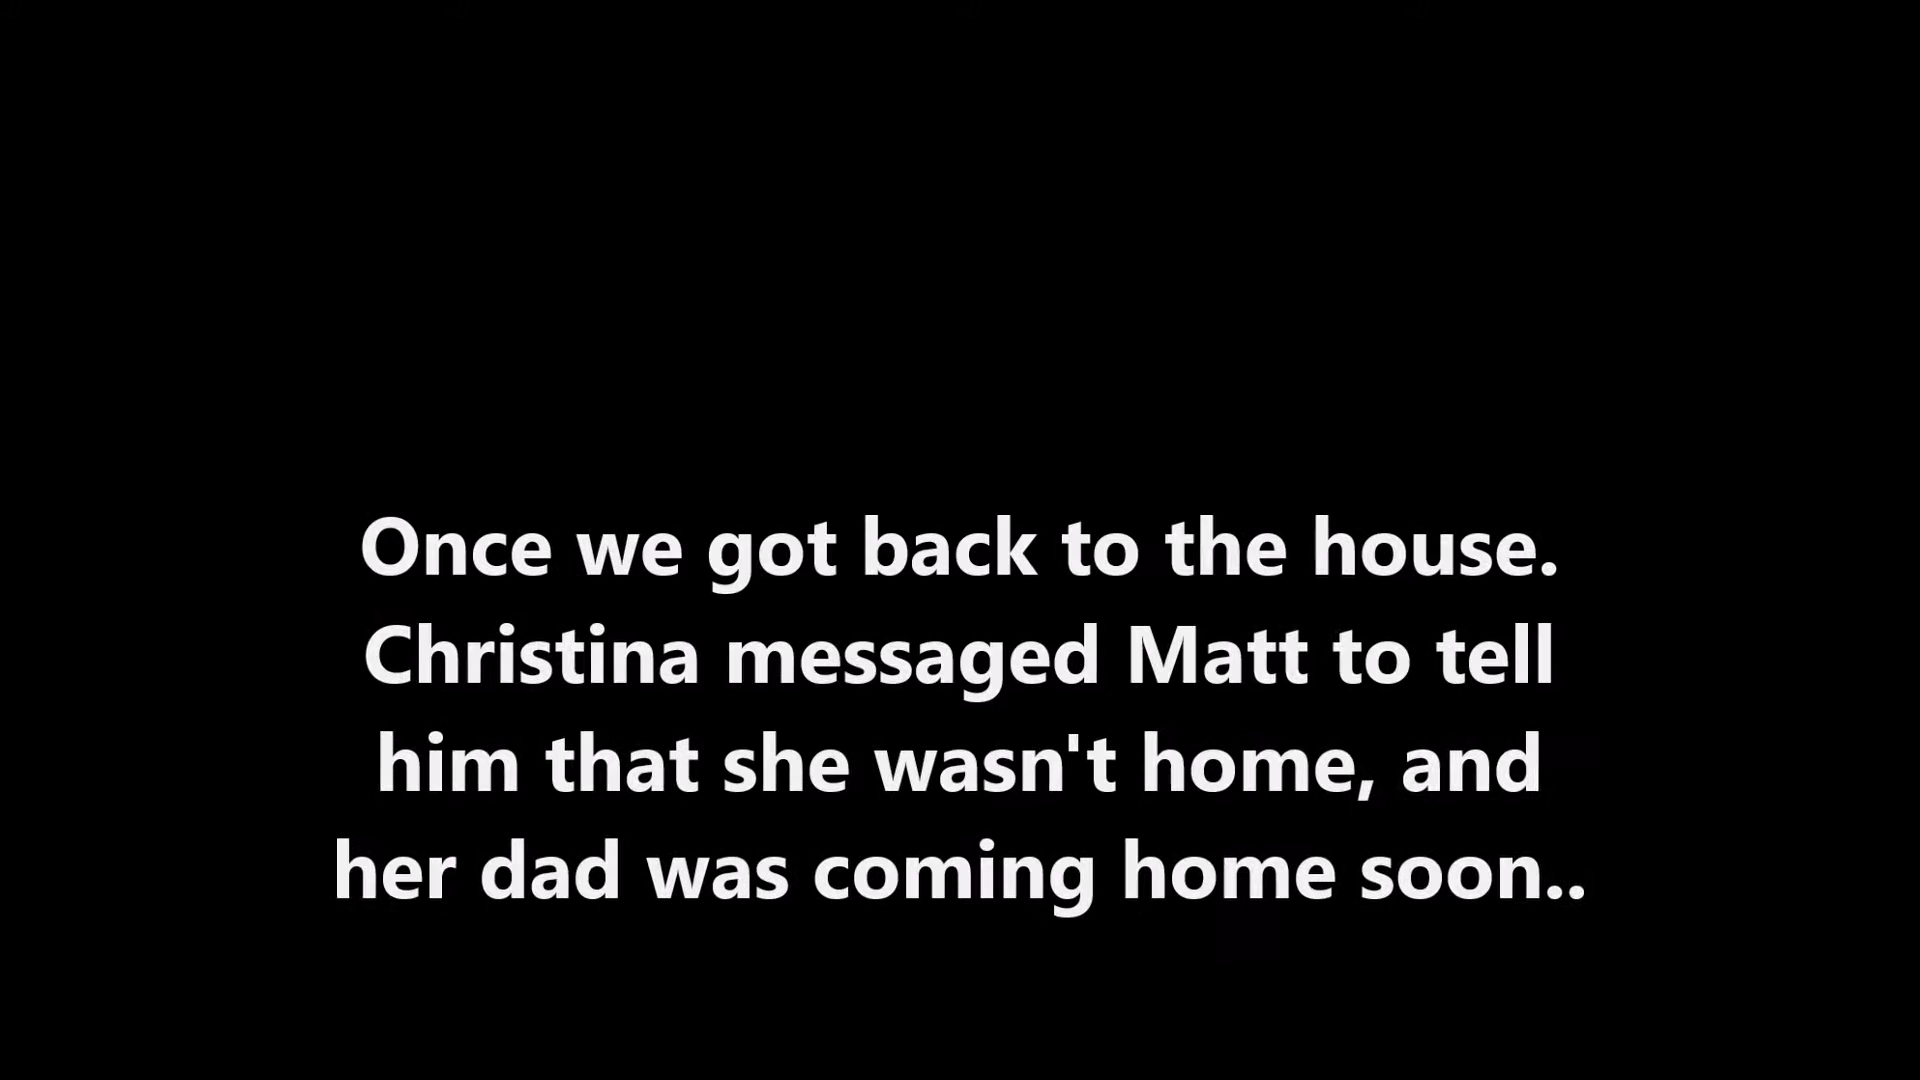 Once we got back to the house.
Christina messaged Matt to tell
him that she wasn't home, and
her dad was coming home soon..